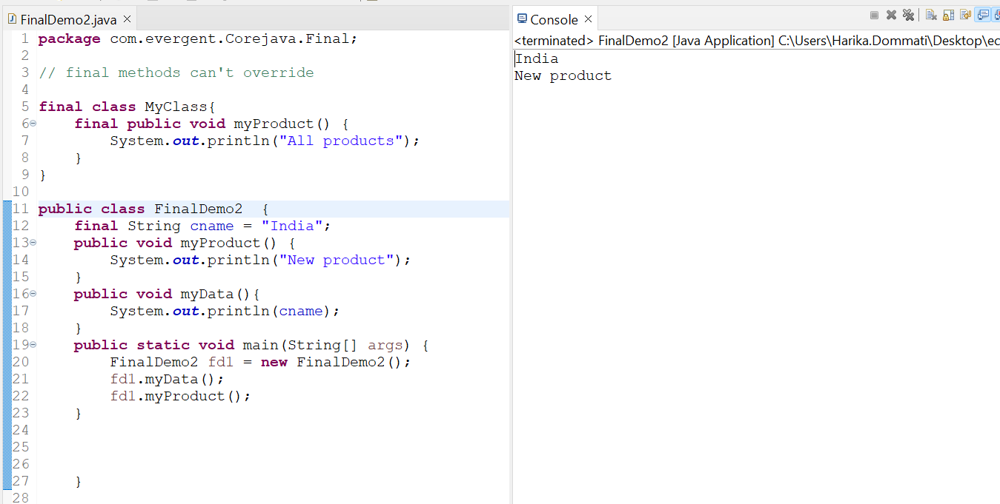 FinalDemo2.java
1 package com.evergent.Corejava.Final;
2
3 // final methods can't override
4
5 final class MyClass{
6 final public void myProduct() {
7 System.out.println("All products");
8 }
9 }
10
11 public class FinalDemo2  {
12 final String cname = "India";
13 public void myProduct() {
14 System.out.println("New product");
15 }
16 public void myData(){
17 System.out.println(cname);
18 }
19 public static void main(String[] args) {
20 FinalDemo2 fd1 = new FinalDemo2();
21 fd1.myData();
22 fd1.myProduct();
23 }
24
25
26
27 }
28
Console
<terminated> FinalDemo2 [Java Application] C:\Users\Harika.Dommati\Desktop\ec
India
New product